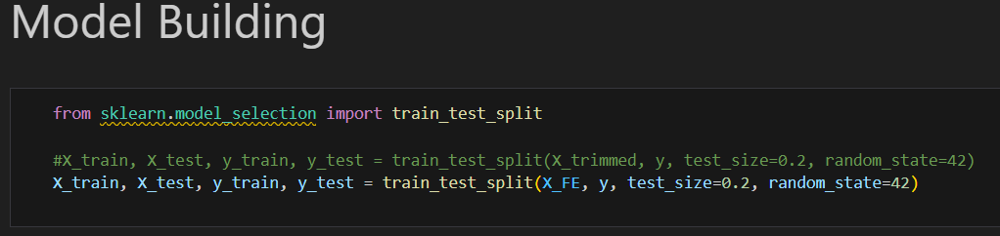 Model Building
from sklearn.model_selection import train_test_split
#X_train, X_test, y_train, y_test = train_test_split(X_trimmed, y, test_size=0.2, random_state=42)
X_train, X_test, y_train, y_test = train_test_split(X_FE, y, test_size=0.2, random_state=42)